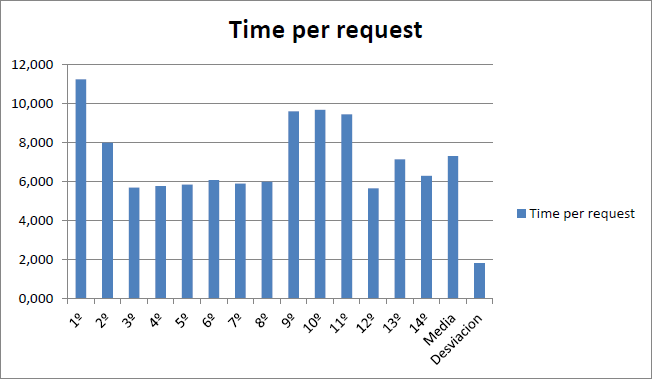 Time per request
12,000
10,000
8,000
6,000
4,000
2,000
0,000
1º
2º
3º
4º
5º
6º
7º
8º
9º
10º
11º
12º
13º
14º
Media
Desviacion
Time per request